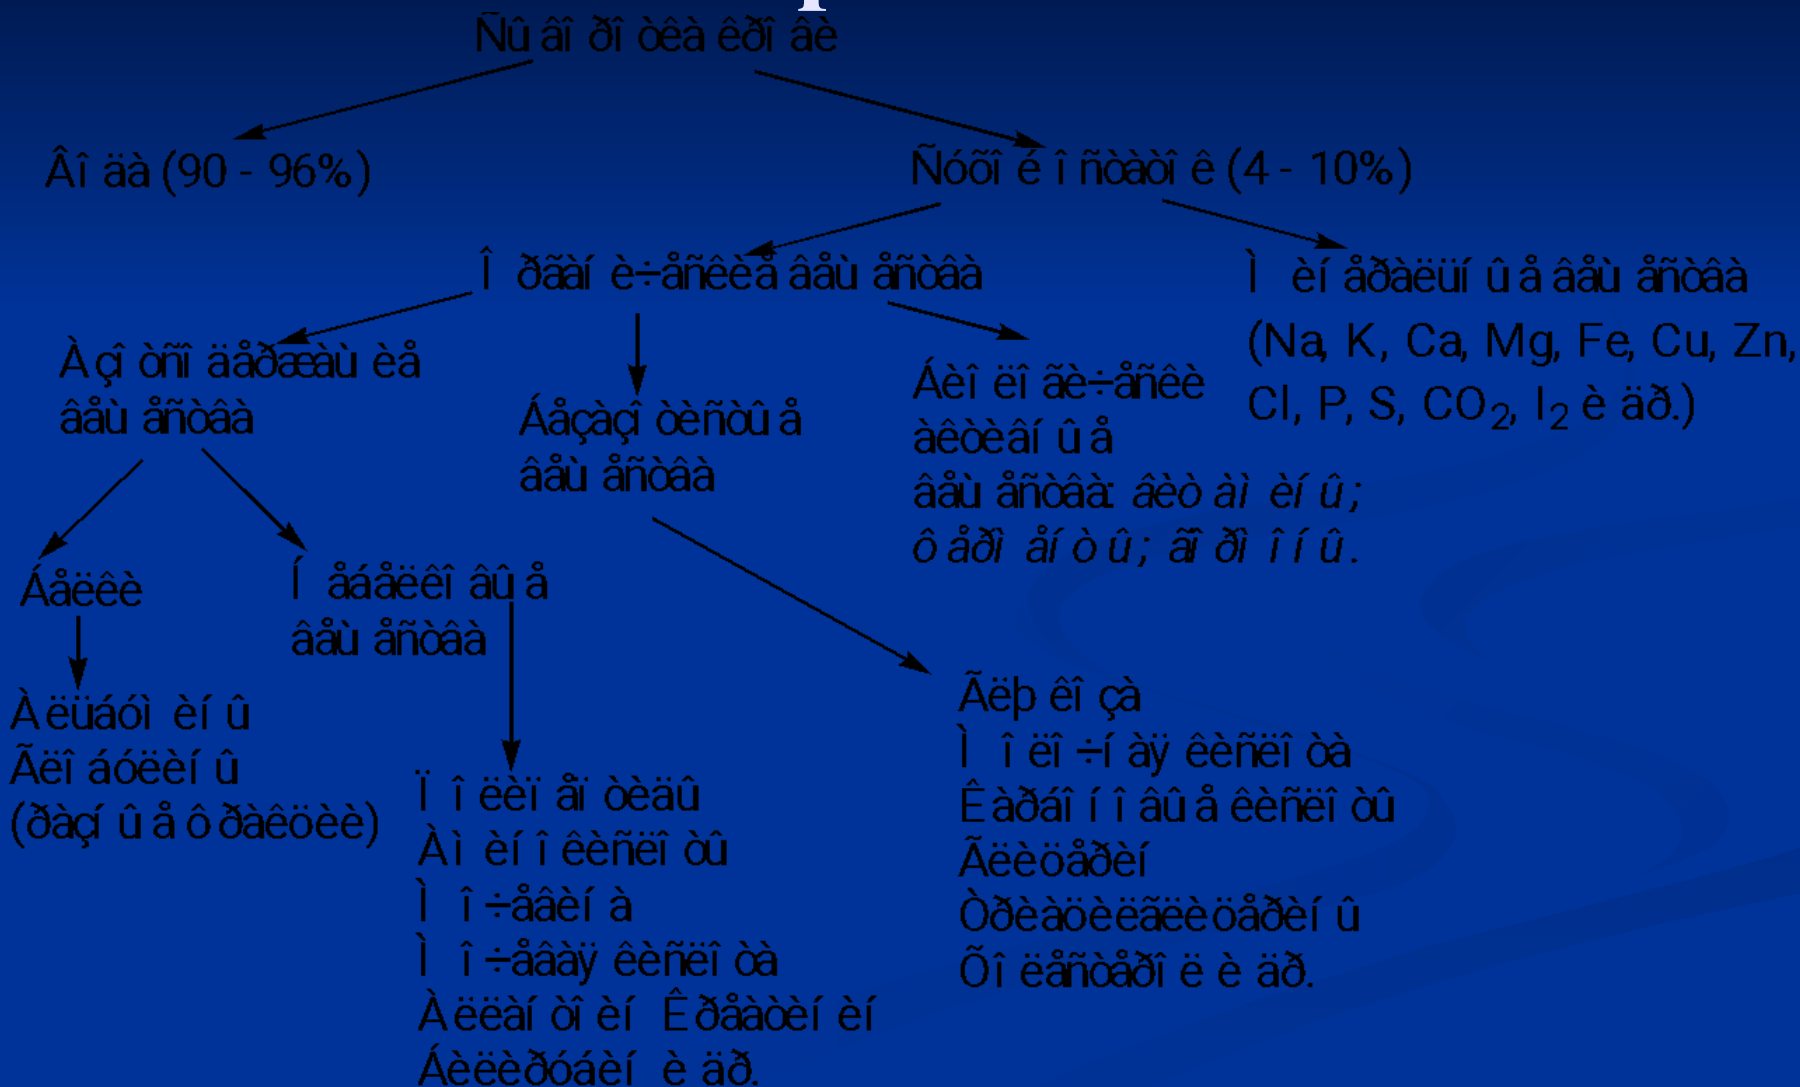 Ñû âî ðî òêà êðî âè
Âî äà (90 - 96%)
Ñóõî é î ñòàòî ê (4 - 10%)
Î ðãàí è÷åñêèå âåù åñòâà
Ì èí åðàëüí û å âåù åñòâà
(Na, K, Ca, Mg, Fe, Cu, Zn,
Cl, P, S, CO2, I2 è äð.)
À çî òñî äåðæàù èå
âåù åñòâà
Áåçàçî òèñòû å
âåù åñòâà
Áèî ëî ãè÷åñêè
àêòèâí û å
âåù åñòâà: âèò àì èí û;
ô åðì åí ò û; ãî ðì î í û.
Áåëêè
Í åáåëêî âû å
âåù åñòâà
À ëüáóì èí û
Ãëî áóëèí û
(ðàçí û å ô ðàêöèè)
Ï î ëèï åï òèäû
Àì èí î êèñëî òû
Ì î ÷åâèí à
Ì î ÷åâàÿ êèñëî òà
À ëëàí òî èí Êðåàòèí èí
Áèëèðóáèí è äð.
Ãëþ êî çà
Ì î ëî ÷í àÿ êèñëî òà
Êàðáî í î âû å êèñëî òû
Ãëèöåðèí
Òðèàöèëãëèöåðèí û
Õî ëåñòåðî ë è äð.